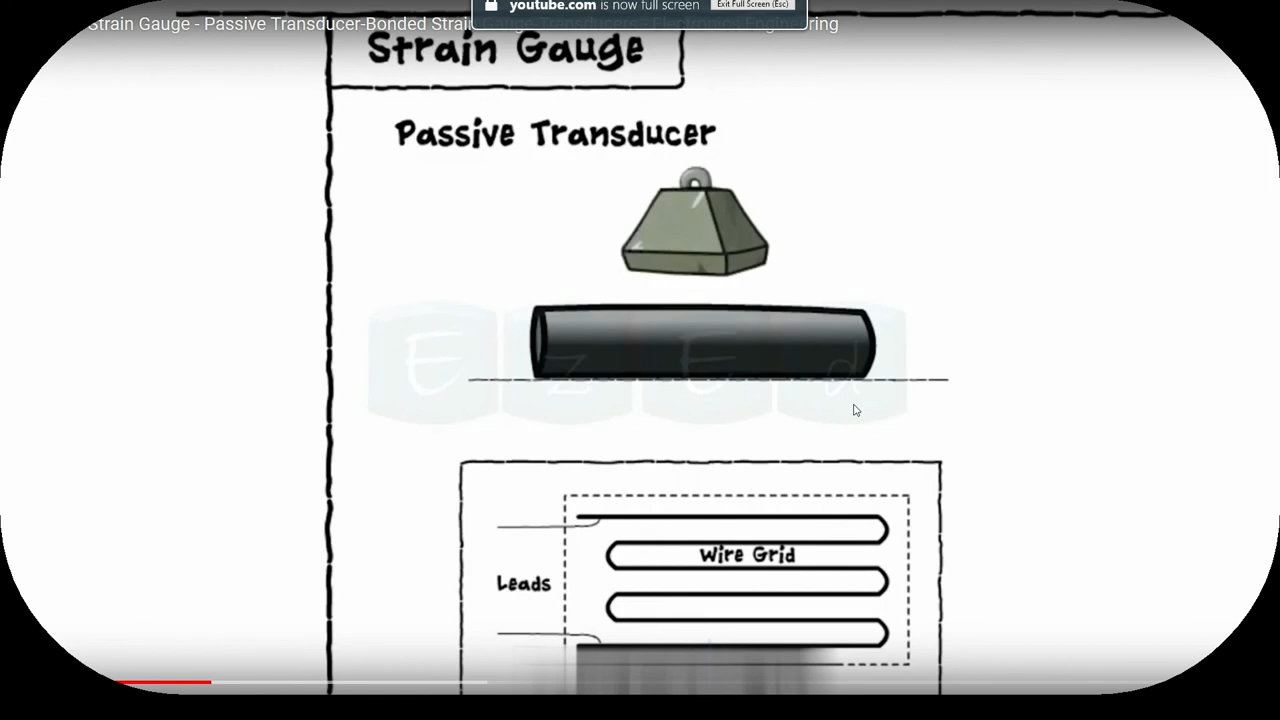 youtube.com is now full screen
Exit Full Screen (Esc)
Strain Gauge - Passive Transducer-Bonded Strain
Strain Gauge
Passive Transducer
E z E d
Wire Grid
Leads